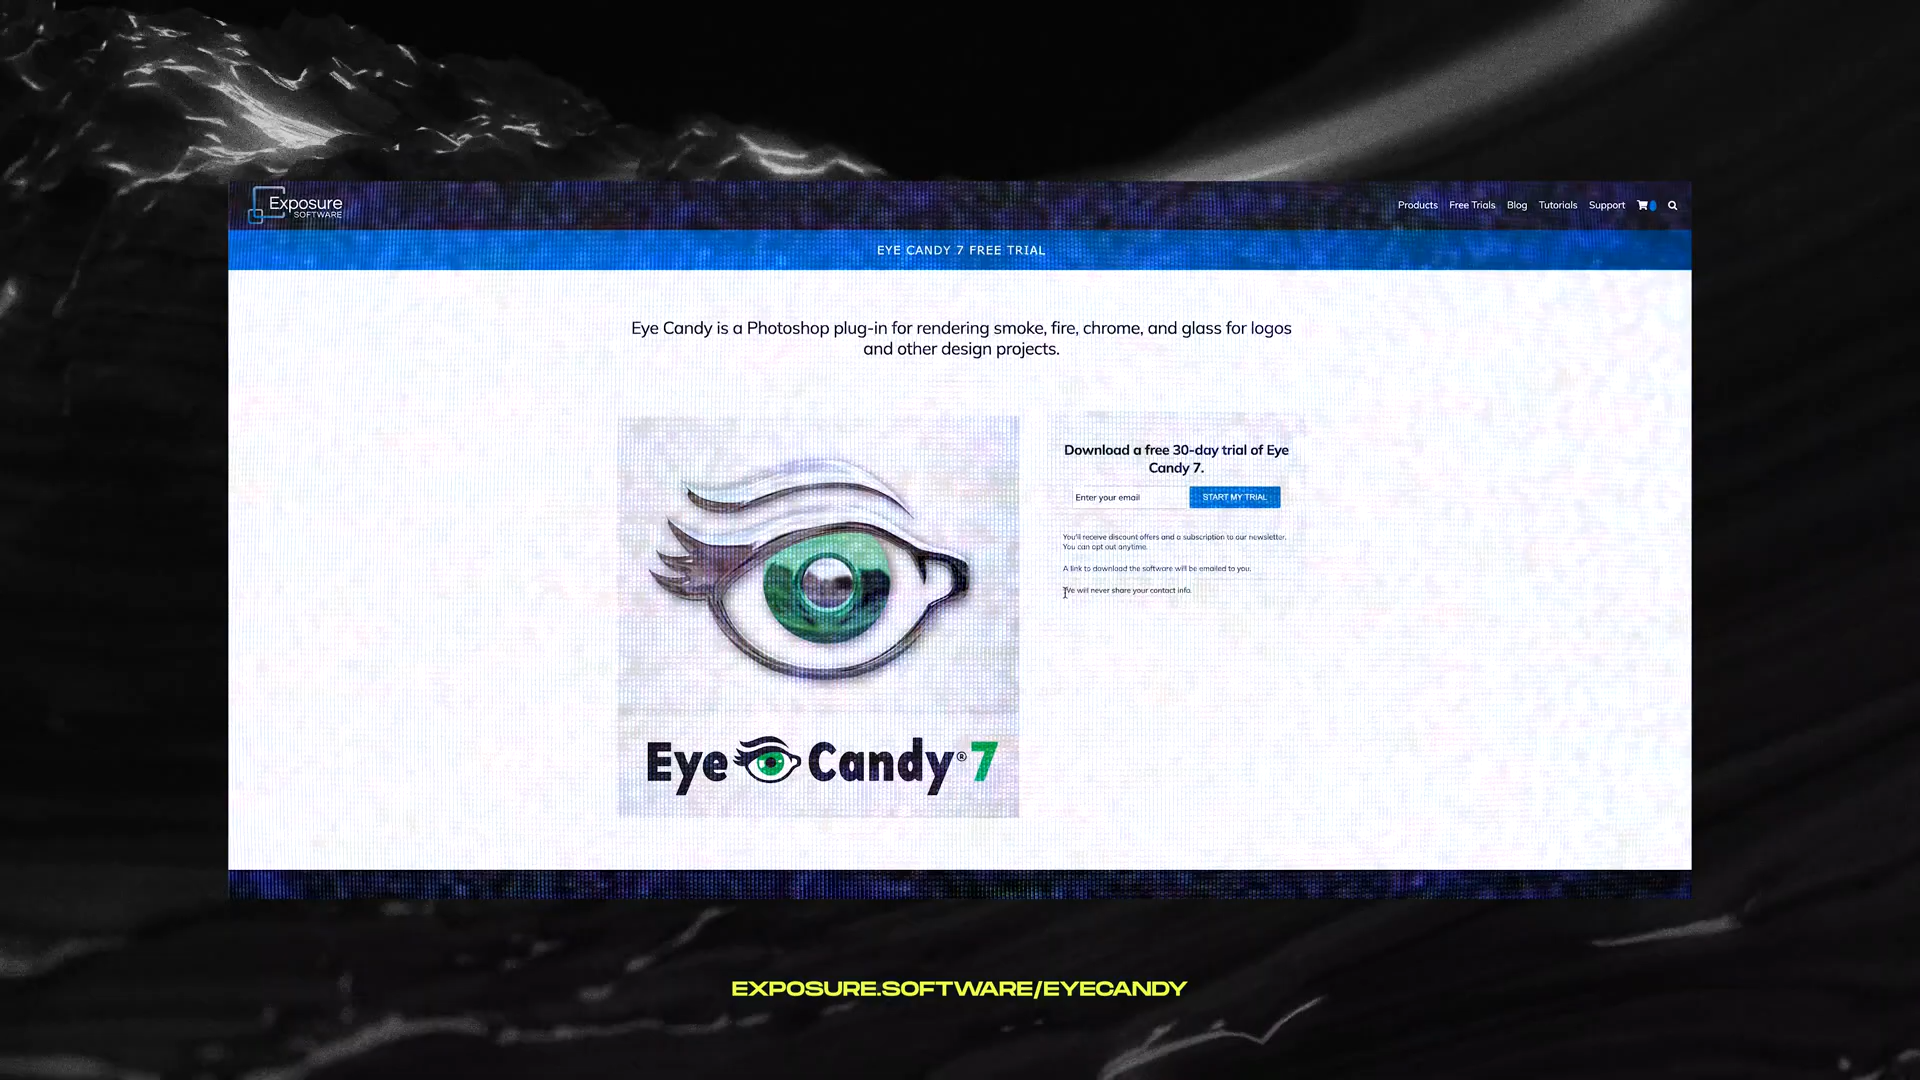 Exposure
SOFTWARE
Products Free Trials Blog Tutorials Support
EYE CANDY 7 FREE TRIAL
Eye Candy is a Photoshop plug-in for rendering smoke, fire, chrome, and glass for logos
and other design projects.
Download a free 30-day trial of Eye
Candy 7.
Enter your email START MY TRIAL
You'll receive discount offers and a subscription to our newsletter.
You can opt out anytime.
A link to download the software will be emailed to you.
We will never share your contact info.
Eye Candy® 7
EXPOSURE.SOFTWARE/EYECANDY